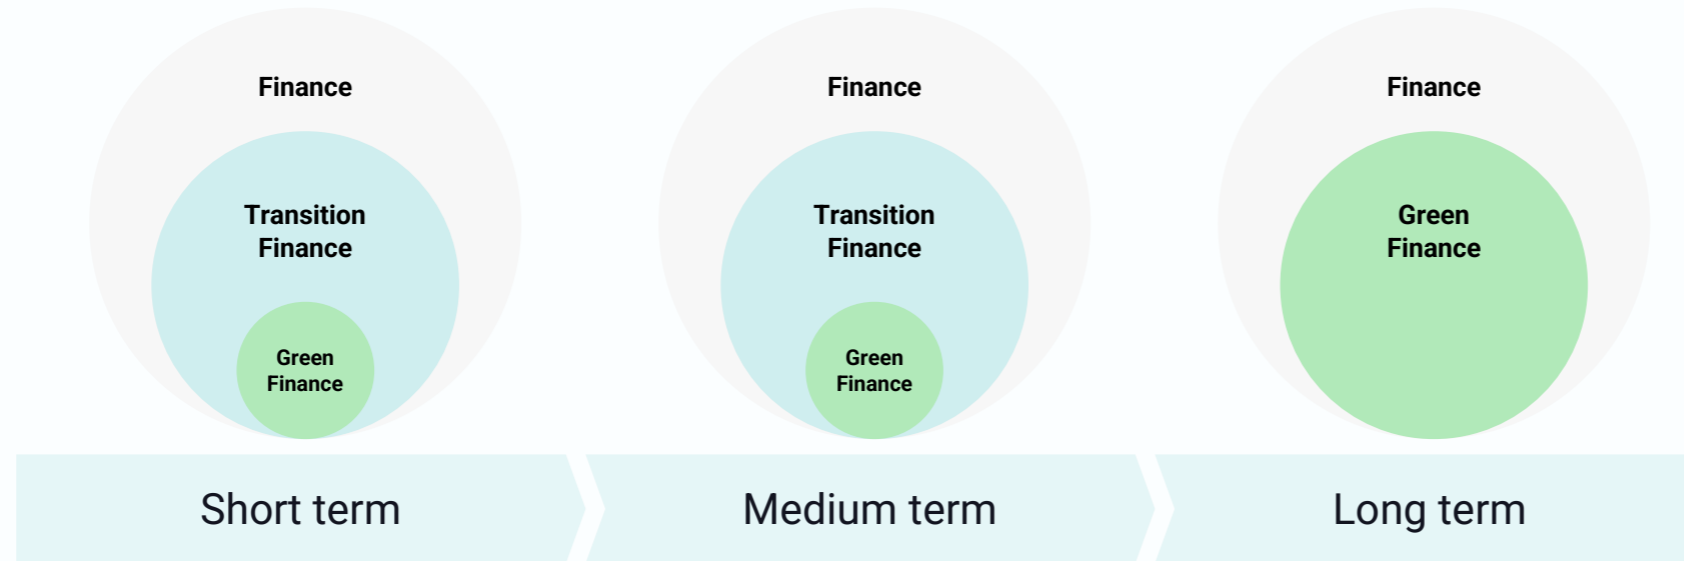 Finance
Transition
Finance
Green
Finance
Finance
Transition
Finance
Green
Finance
Finance
Green
Finance
Short term
Medium term
Long term